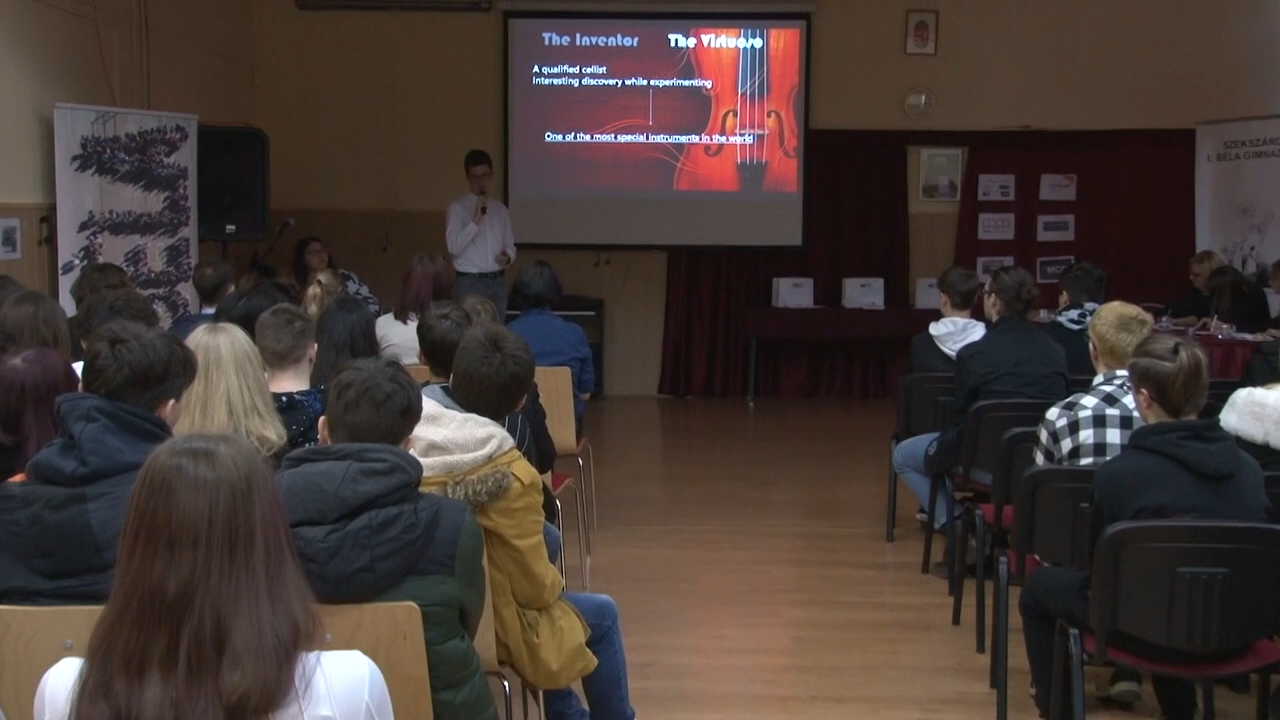 The Inventor The Virtuoso
A qualified cellist
Interesting discovery while experimenting
One of the most special instruments in the world
SZEKSZÁRDI
I. BÉLA GIMNÁZ